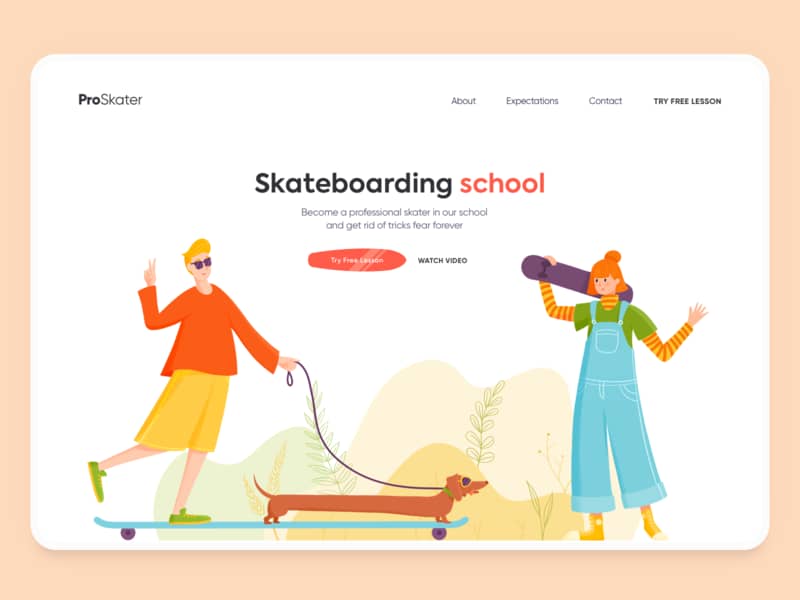 ProSkater
About Expectations Contact TRY FREE LESSON
Skateboarding school
Become a professional skater in our school
and get rid of tricks fear forever
Try Free Lesson WATCH VIDEO